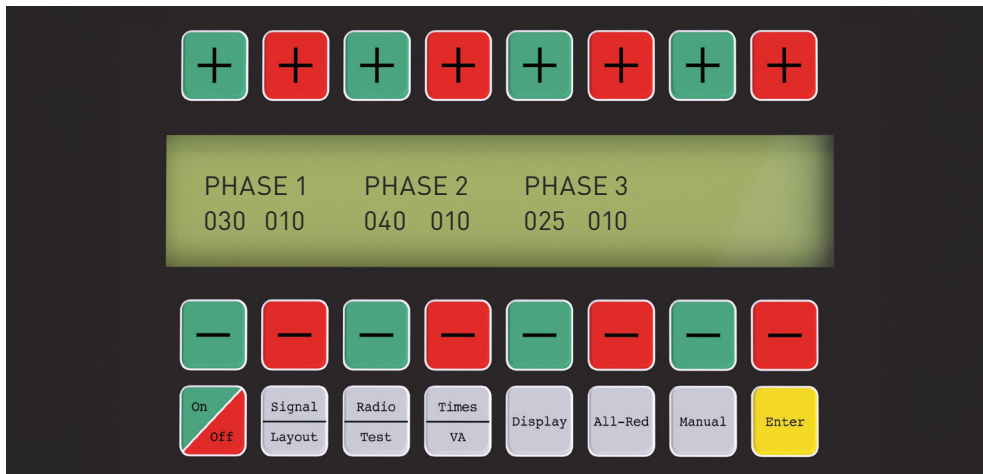 + + + + + + + +
PHASE 1 PHASE 2 PHASE 3
030 010 040 010 025 010
− − − − − − − −
On Signal Radio Times Display All-Red Manual Enter
Off Layout Test VA